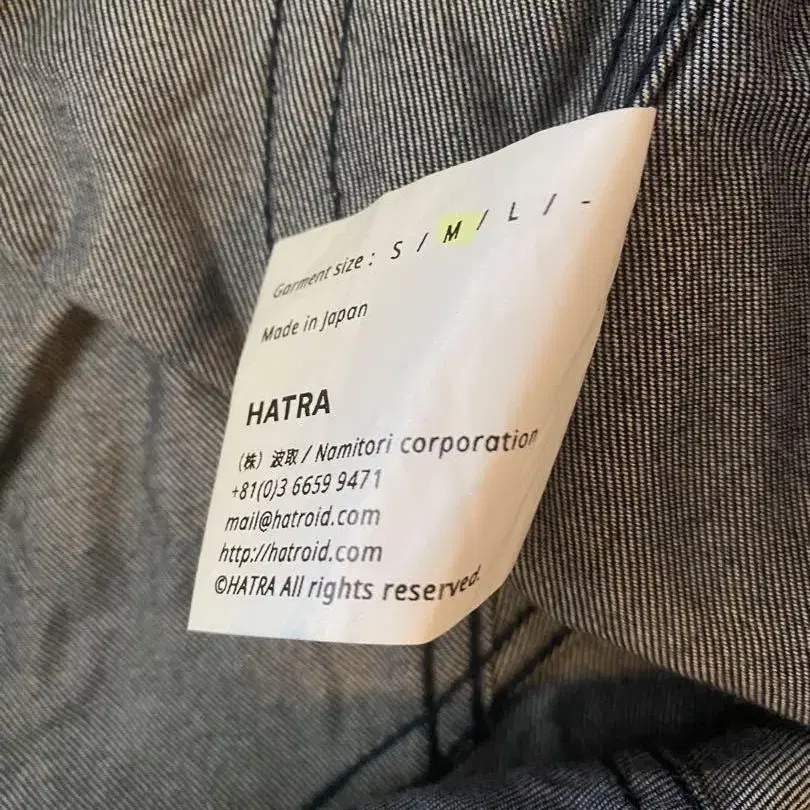 Garment size : S / M / L / -
Made in Japan
HATRA
（株）波取 / Namitori corporation
+81(0)3 6659 9471
mail@hatroid.com
http://hatroid.com
©HATRA All rights reserved.